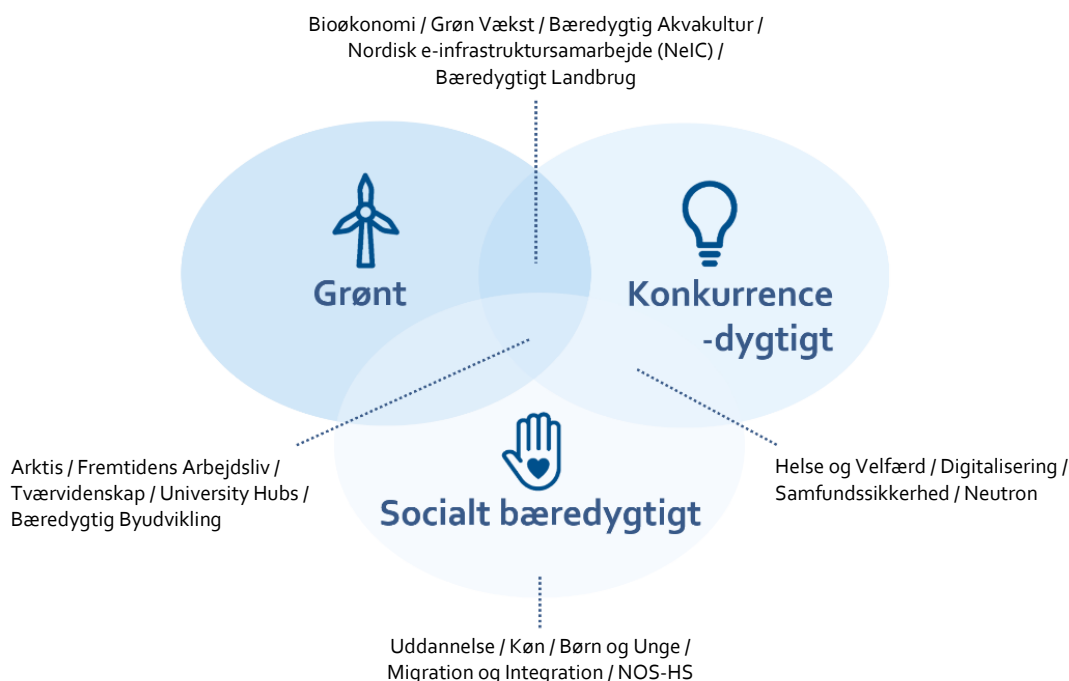 Bioøkonomi / Grøn Vækst / Bæredygtig Akvakultur /
Nordisk e-infrastruktursamarbejde (NeIC) /
Bæredygtigt Landbrug
Grønt
Konkurrence
-dygtigt
Arktis / Fremtidens Arbejdsliv /
Tværvidenskap / University Hubs /
Bæredygtig Byudvikling
Helse og Velfærd / Digitalisering /
Samfundssikkerhed / Neutron
Socialt bæredygtigt
Uddannelse / Køn / Børn og Unge /
Migration og Integration / NOS-HS